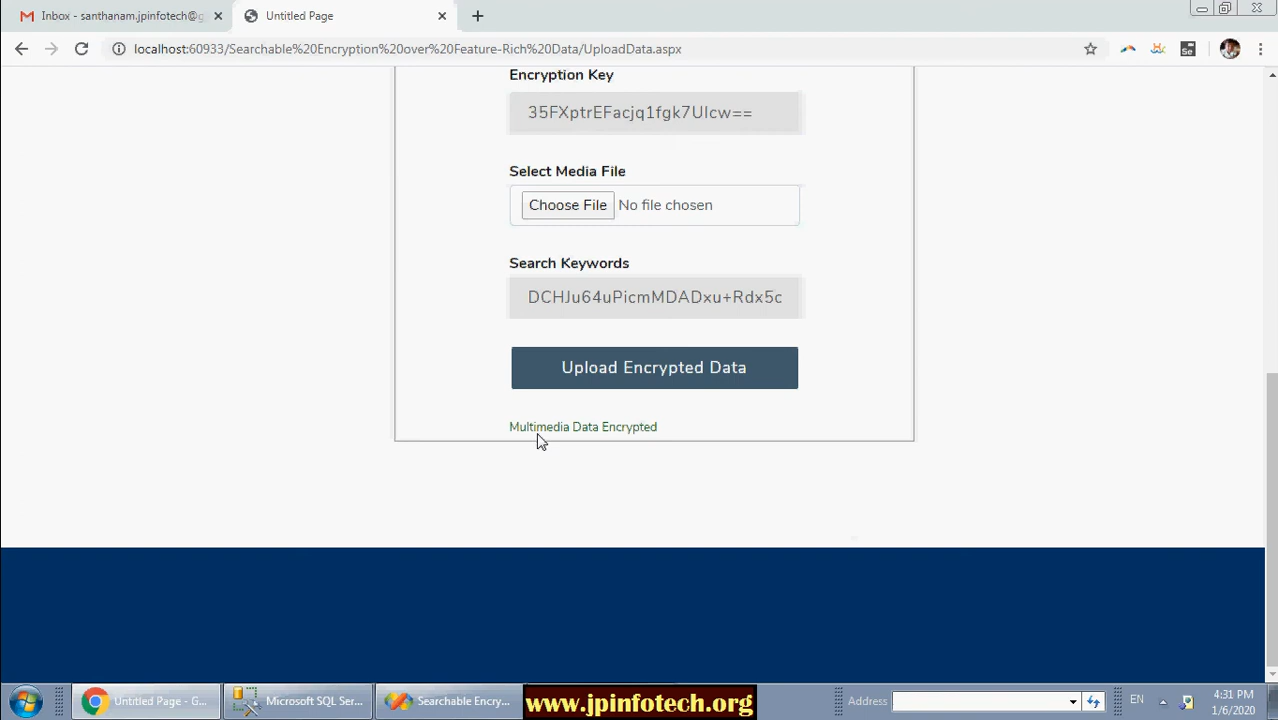 Inbox - santhanam.jpinfotech@g
Untitled Page
localhost:60933/Searchable%20Encryption%20over%20Feature-Rich%20Data/UploadData.aspx
Se
Encryption Key
35FXptrEFacjq1fgk7UIcw==
Select Media File
Choose File No file chosen
Search Keywords
DCHJu64uPicmMDADxu+Rdx5c
Upload Encrypted Data
Multimedia Data Encrypted
Untitled Page - G...
Microsoft SQL Ser...
Searchable Encry...
www.jpinfotech.org
Address
EN
4:31 PM
1/6/2020